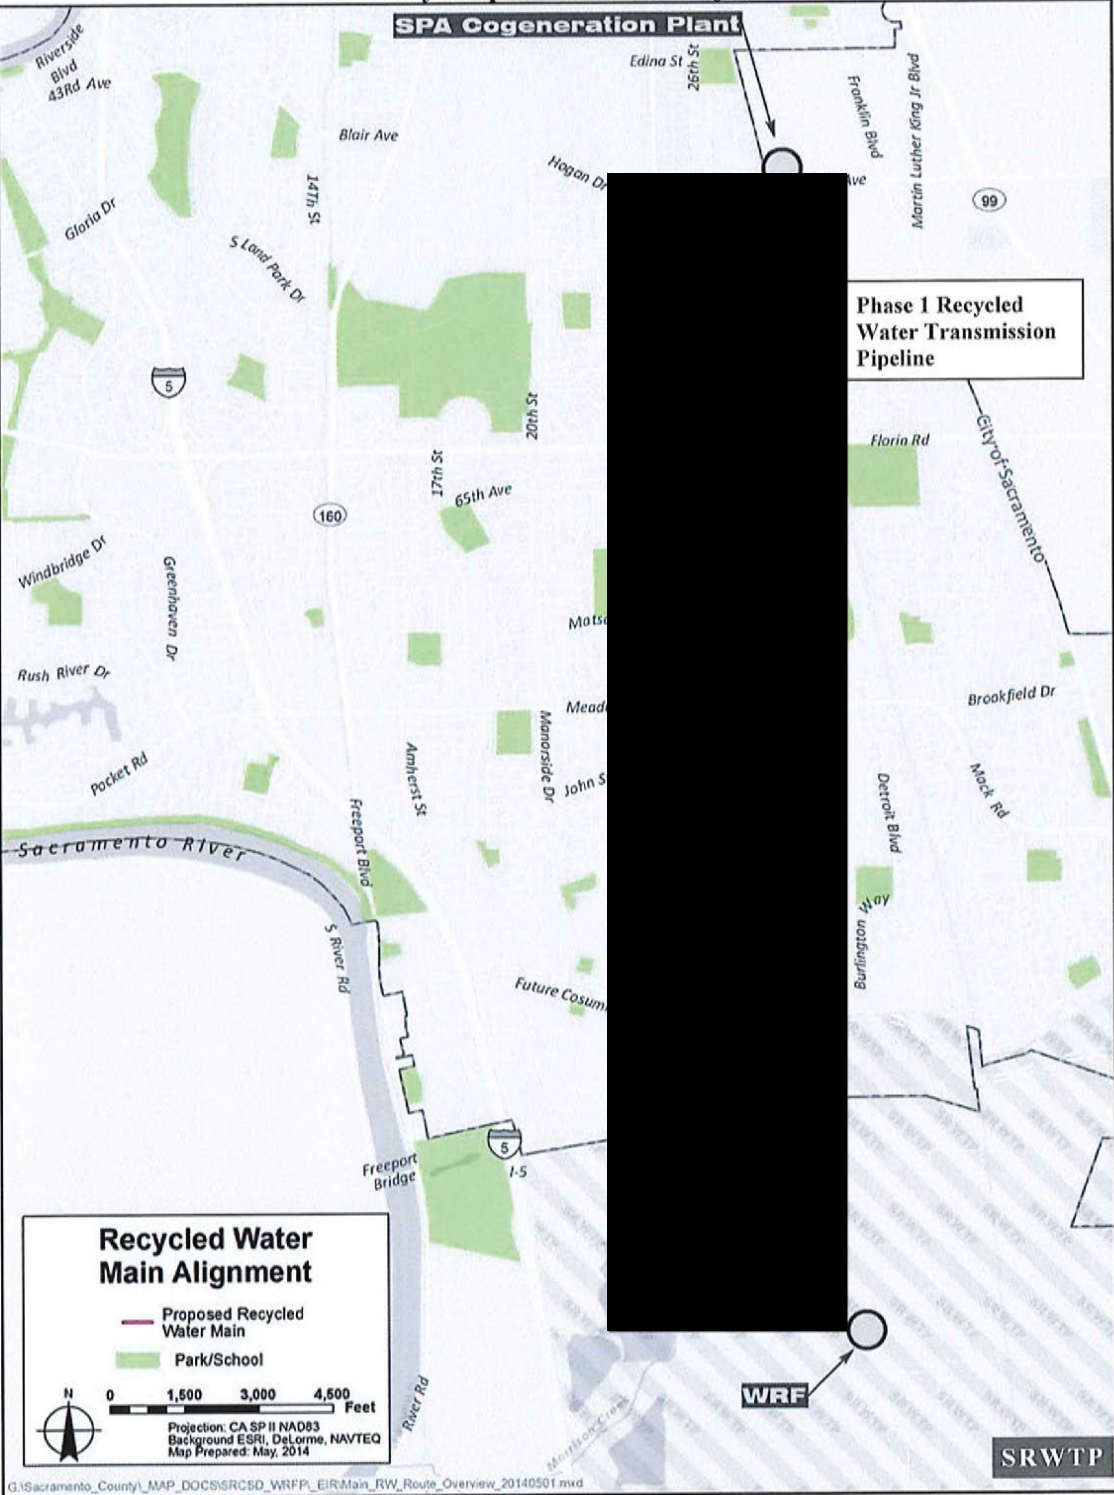 SPA Cogeneration Plant
Riverside
Blvd
43Rd Ave
Edina St
26th St
Franklin Blvd
Martin Luther King Jr Blvd
Blair Ave
Hogan Dr
Ave
99
14Th St
Gloria Dr
S Land Park Dr
Phase 1 Recycled
Water Transmission
Pipeline
5
20th St
Florin Rd
City of Sacramento
17th St
65th Ave
160
Windbridge Dr
Greenhaven Dr
Rush River Dr
Brookfield Dr
Manorside Dr
Amherst St
John S
Pocket Rd
Detroit Blvd
Mack Rd
Freeport Blvd
Sacramento River
Burlington Way
S River Rd
Future Cosum
Freeport
Bridge
5
I-5
SRWTP
Recycled Water
Main Alignment
Proposed Recycled
Water Main
Park/School
N
0 1,500 3,000 4,500
Feet
Projection: CA SP II NAD83
Background ESRI, DeLorme, NAVTEQ
Map Prepared: May, 2014
River Rd
Morrison Creek
WRF
SRWTP
G:\Sacramento_County\_MAP_DOCS\SRCSD_WRFP\_EIR\Main_RW_Route_Overview_20140501.mxd